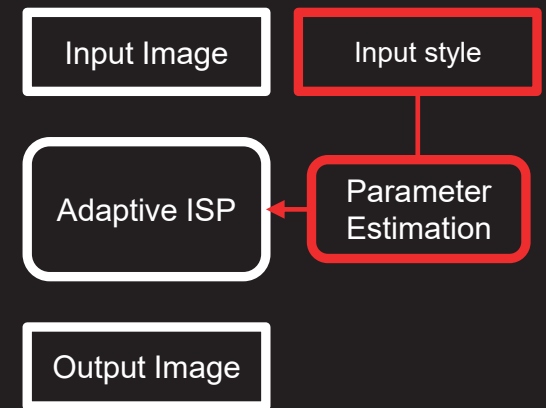 Input Image
Input style
Adaptive ISP
Parameter
Estimation
Output Image